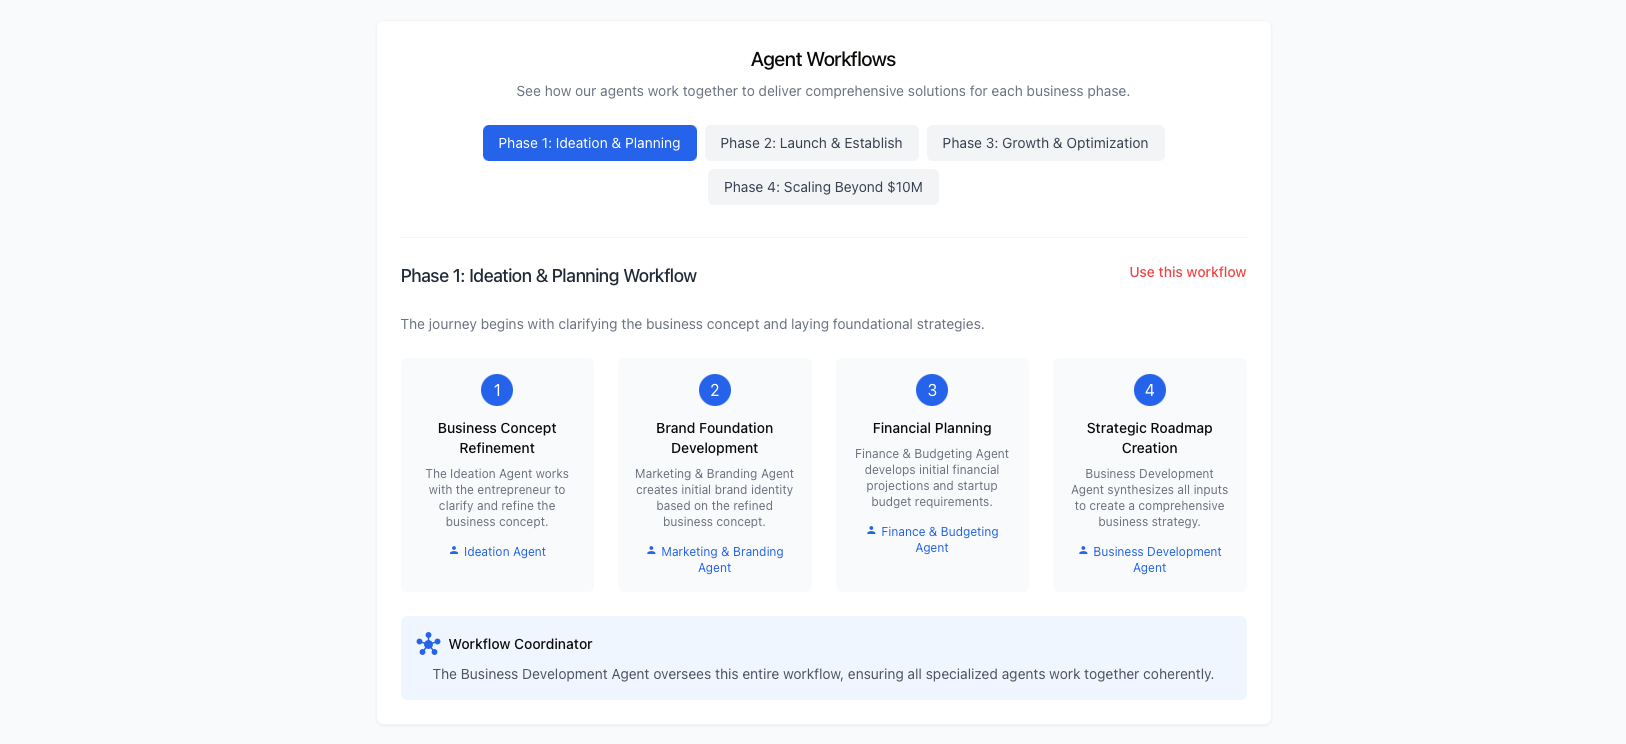 Agent Workflows
See how our agents work together to deliver comprehensive solutions for each business phase.
Phase 1: Ideation & Planning
Phase 2: Launch & Establish
Phase 3: Growth & Optimization
Phase 4: Scaling Beyond $10M
Phase 1: Ideation & Planning Workflow
Use this workflow
The journey begins with clarifying the business concept and laying foundational strategies.
1
Business Concept
Refinement
The Ideation Agent works
with the entrepreneur to
clarify and refine the
business concept.
Ideation Agent
2
Brand Foundation
Development
Marketing & Branding Agent
creates initial brand identity
based on the refined
business concept.
Marketing & Branding
Agent
3
Financial Planning
Finance & Budgeting Agent
develops initial financial
projections and startup
budget requirements.
Finance & Budgeting
Agent
4
Strategic Roadmap
Creation
Business Development
Agent synthesizes all inputs
to create a comprehensive
business strategy.
Business Development
Agent
Workflow Coordinator
The Business Development Agent oversees this entire workflow, ensuring all specialized agents work together coherently.